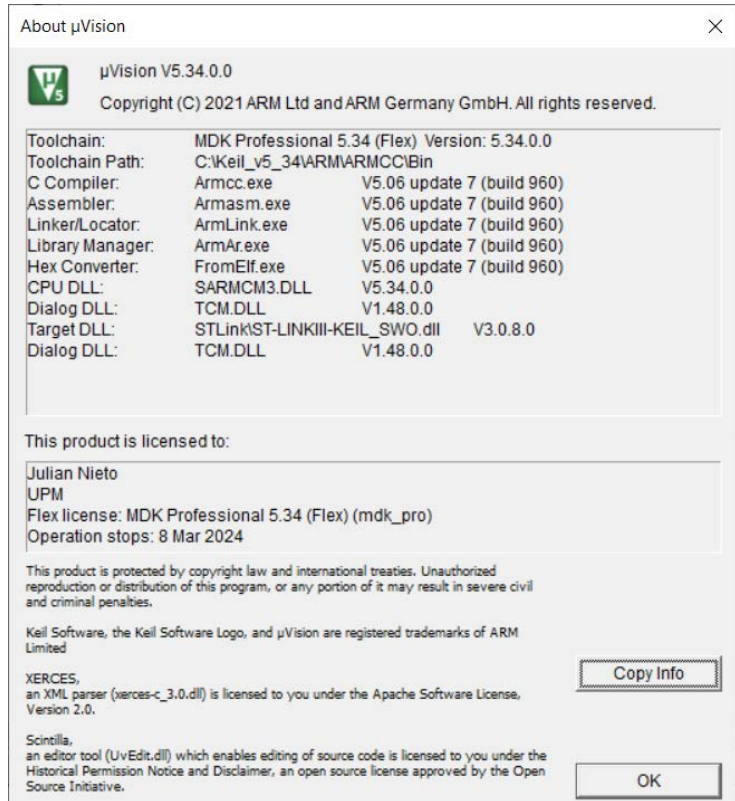 About µVision
µVision V5.34.0.0
Copyright (C) 2021 ARM Ltd and ARM Germany GmbH. All rights reserved.
Toolchain: MDK Professional 5.34 (Flex) Version: 5.34.0.0
Toolchain Path: C:\Keil_v5_34\ARM\ARMCC\Bin
C Compiler: Armcc.exe V5.06 update 7 (build 960)
Assembler: Armasm.exe V5.06 update 7 (build 960)
Linker/Locator: ArmLink.exe V5.06 update 7 (build 960)
Library Manager: ArmAr.exe V5.06 update 7 (build 960)
Hex Converter: FromElf.exe V5.06 update 7 (build 960)
CPU DLL: SARMCM3.DLL V5.34.0.0
Dialog DLL: TCM.DLL V1.48.0.0
Target DLL: STLink\ST-LINKIII-KEIL_SWO.dll V3.0.8.0
Dialog DLL: TCM.DLL V1.48.0.0
This product is licensed to:
Julian Nieto
UPM
Flex license: MDK Professional 5.34 (Flex) (mdk_pro)
Operation stops: 8 Mar 2024
This product is protected by copyright law and international treaties. Unauthorized
reproduction or distribution of this program, or any portion of it may result in severe civil
and criminal penalties.
Keil Software, the Keil Software Logo, and µVision are registered trademarks of ARM
Limited
XERCES,
an XML parser (xerces-c_3.0.dll) is licensed to you under the Apache Software License,
Version 2.0.
Copy Info
Scintilla,
an editor tool (UvEdit.dll) which enables editing of source code is licensed to you under the
Historical Permission Notice and Disclaimer, an open source license approved by the Open
Source Initiative.
OK